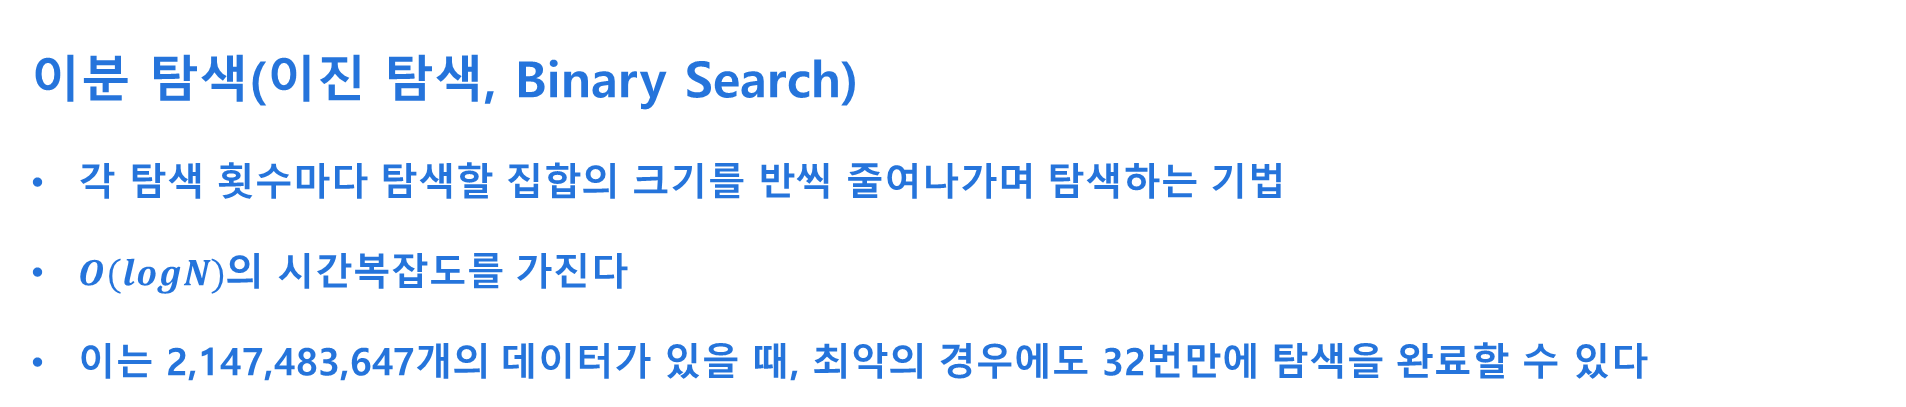 이분 탐색(이진 탐색, Binary Search)
• 각 탐색 횟수마다 탐색할 집합의 크기를 반씩 줄여나가며 탐색하는 기법
• O(logN)의 시간복잡도를 가진다
• 이는 2,147,483,647개의 데이터가 있을 때, 최악의 경우에도 32번만에 탐색을 완료할 수 있다